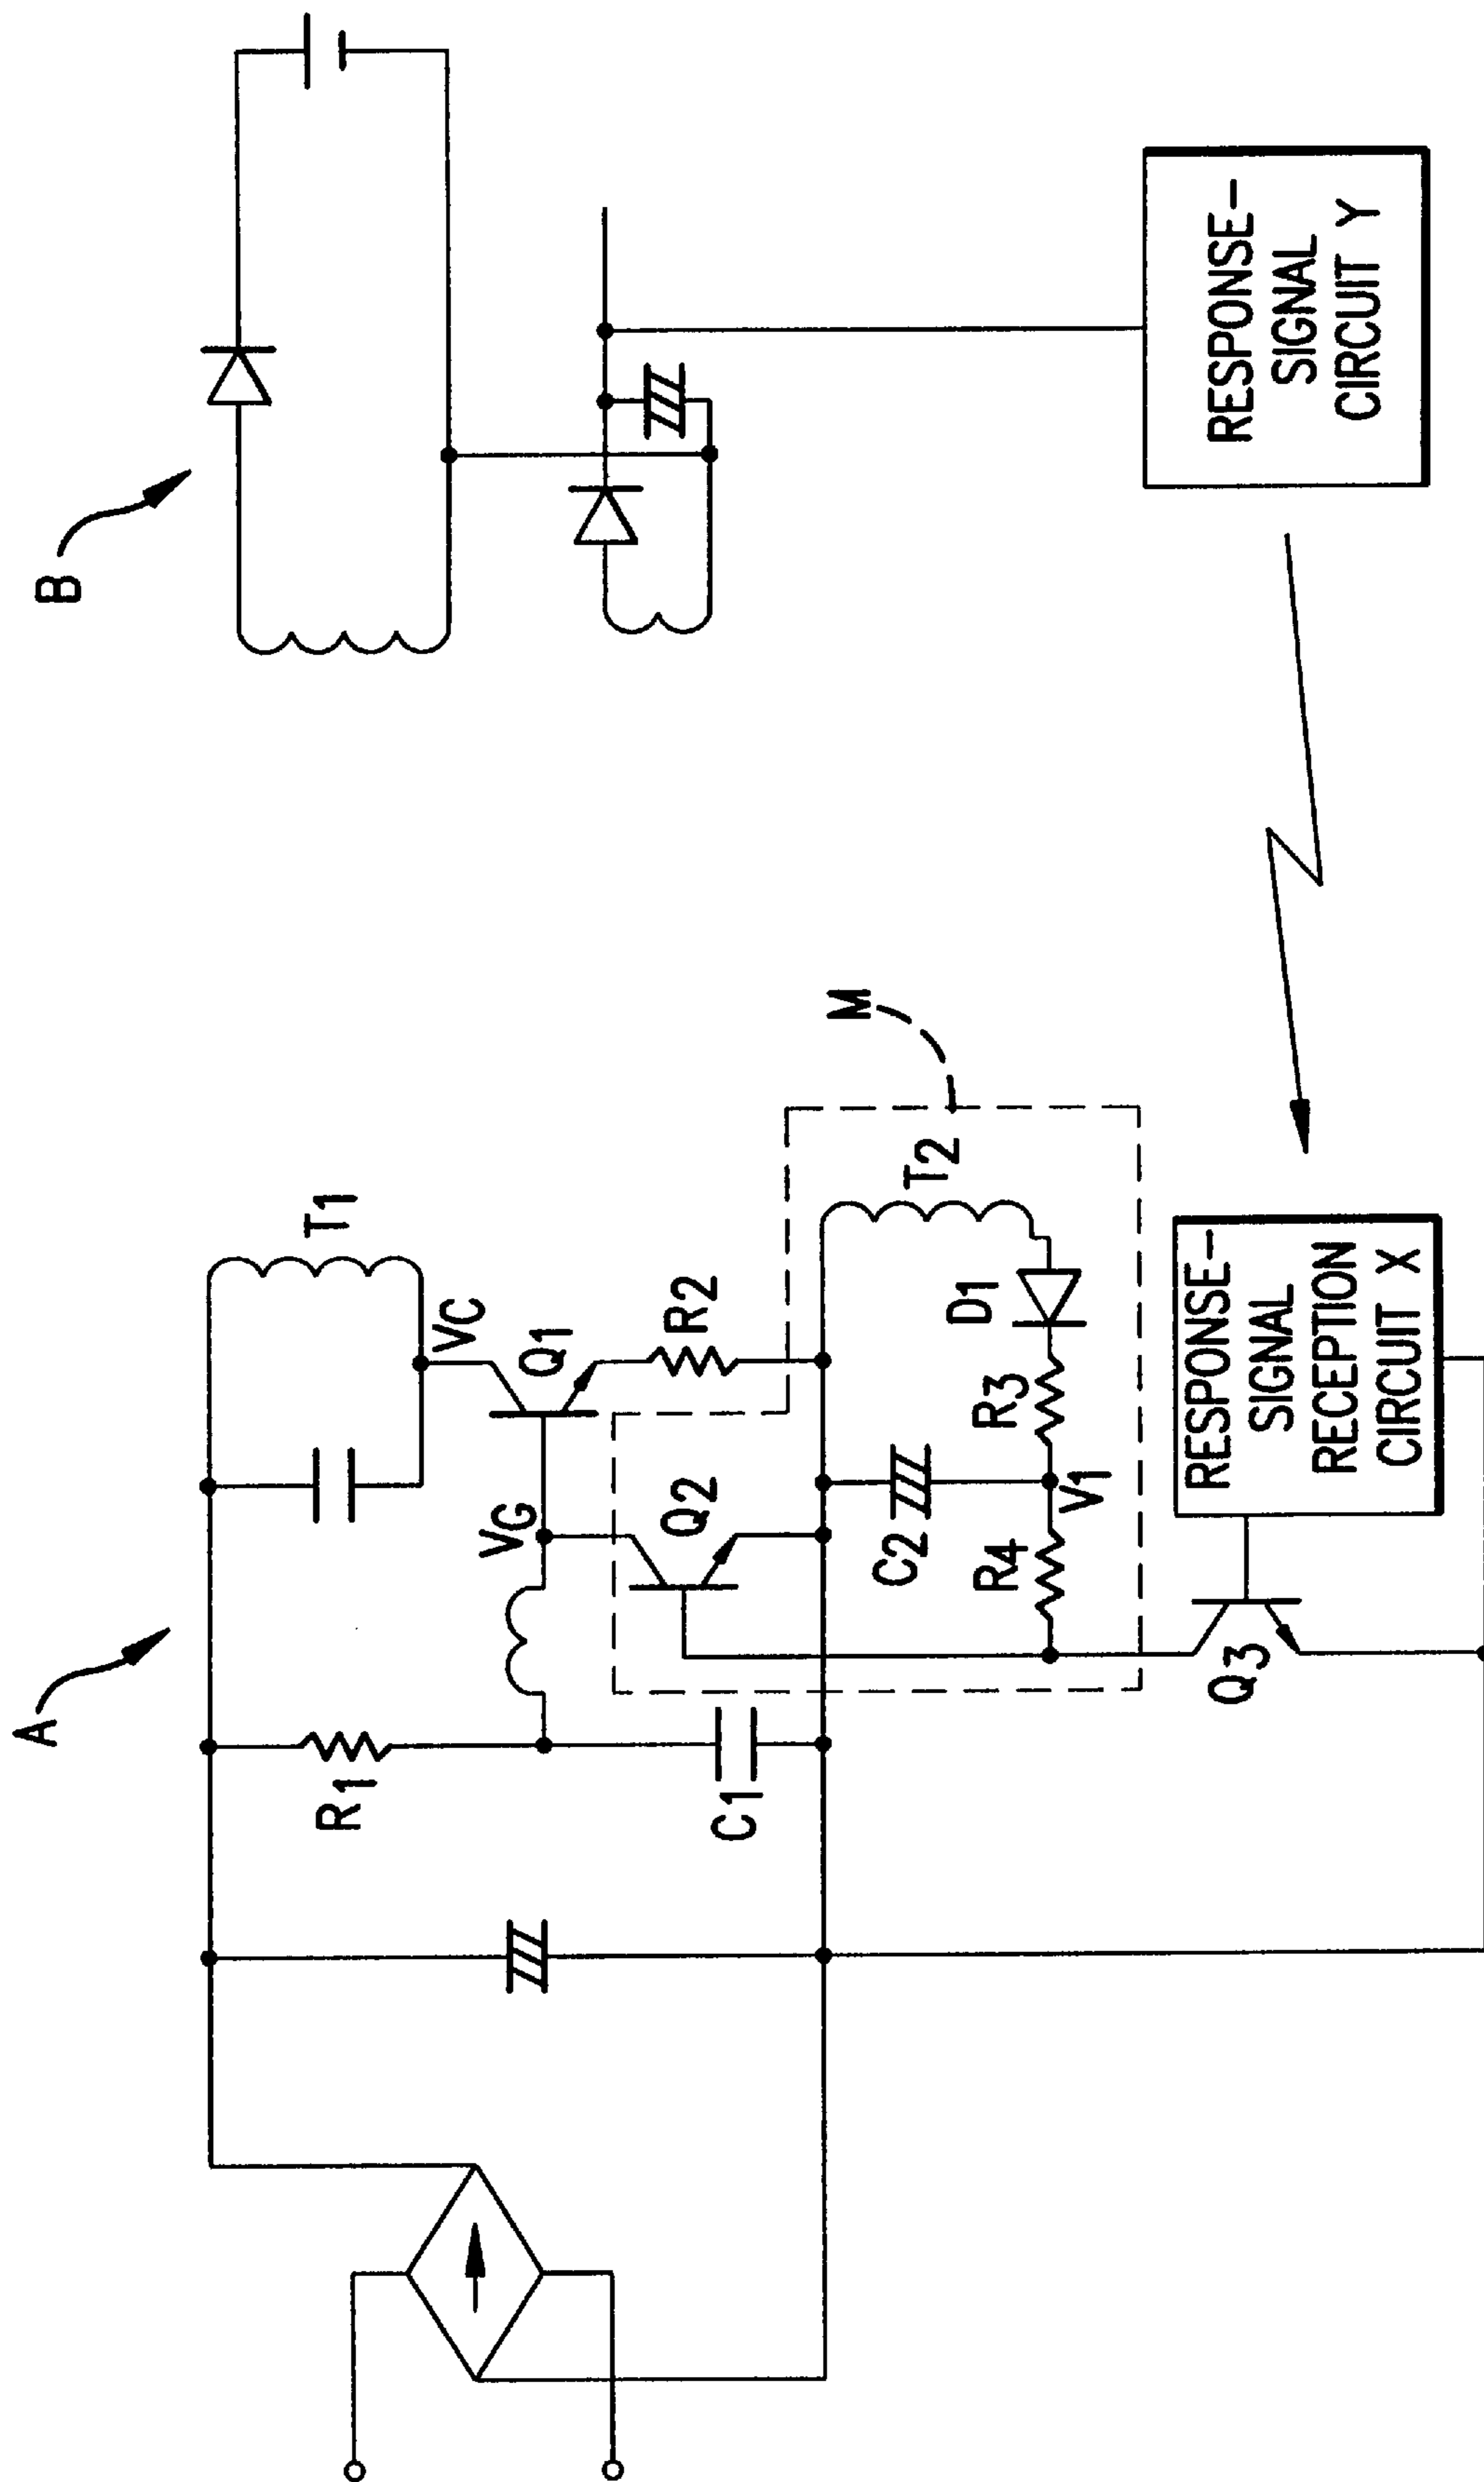 A
B
R1
T1
VC
VG
Q1
R2
M
Q2
C1
T2
C2
D1
R3
R4
V1
Q3
RESPONSE-
SIGNAL
RECEPTION
CIRCUIT X
RESPONSE-
SIGNAL
CIRCUIT Y